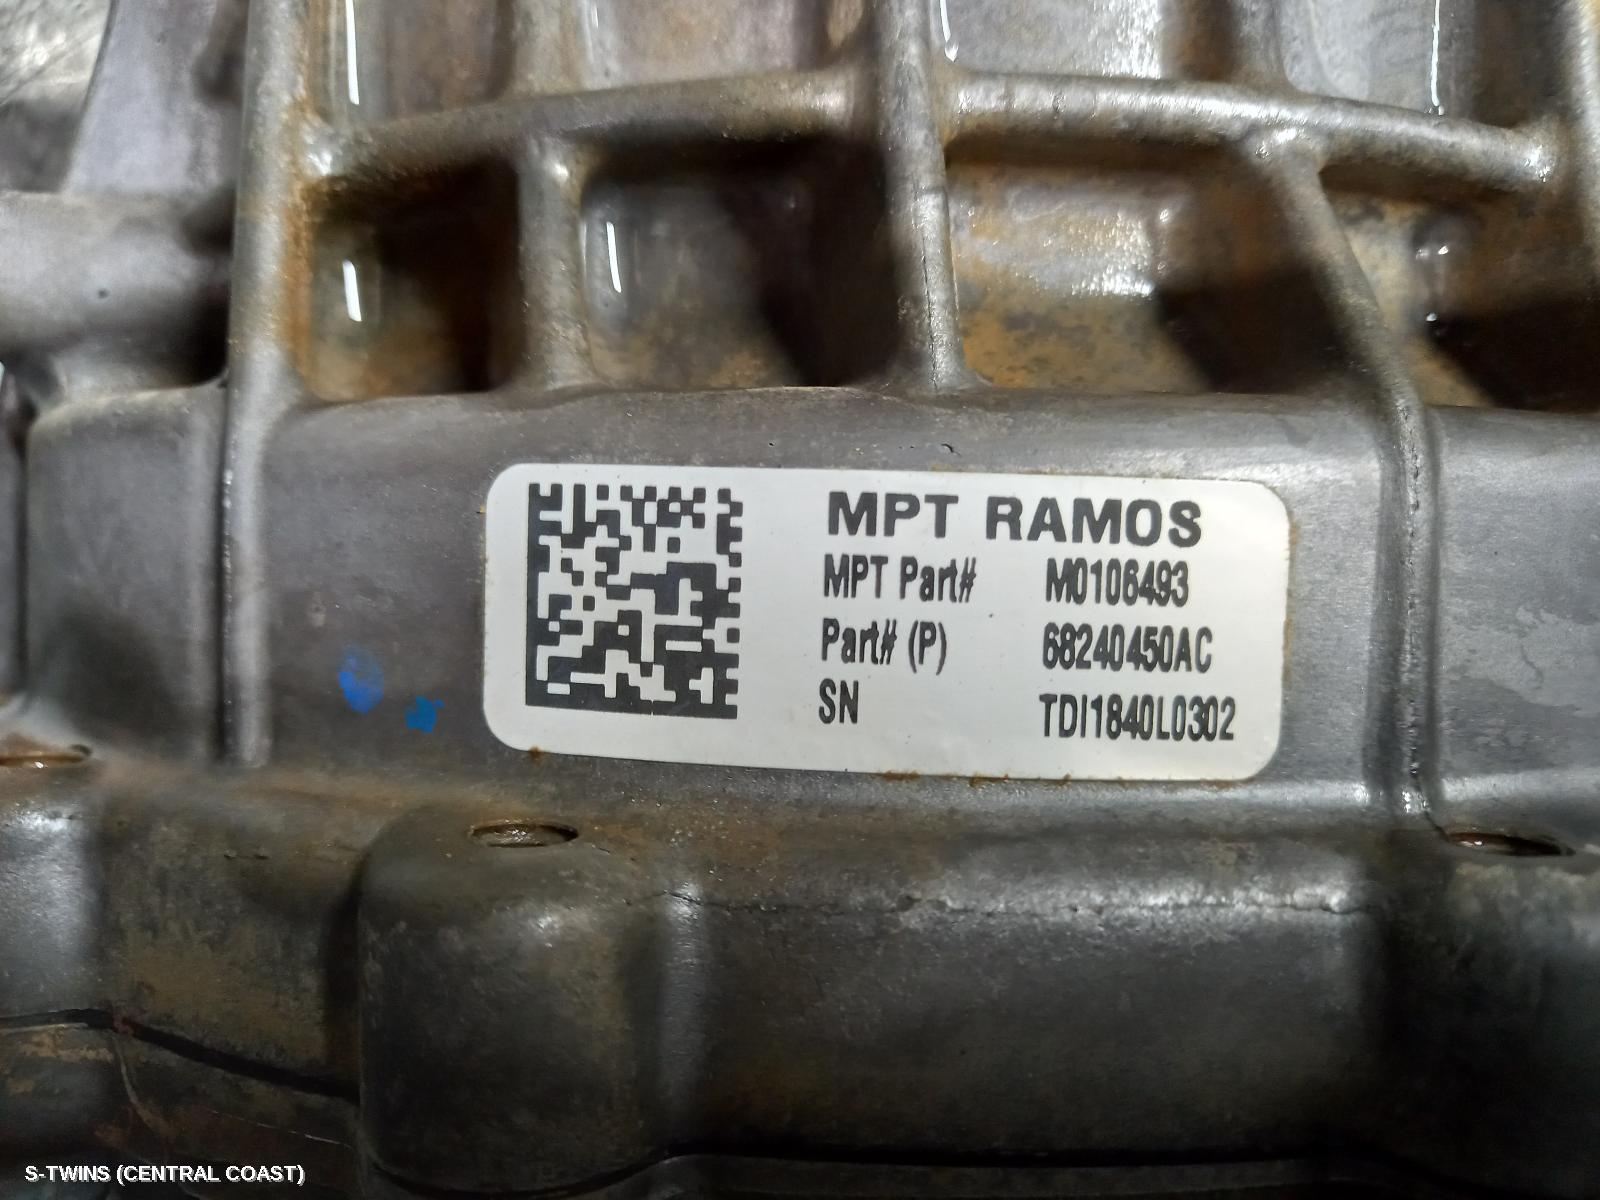 MPT RAMOS
MPT Part# M0106493
Part# (P) 68240450AC
SN TDI1840L0302
S-TWINS (CENTRAL COAST)